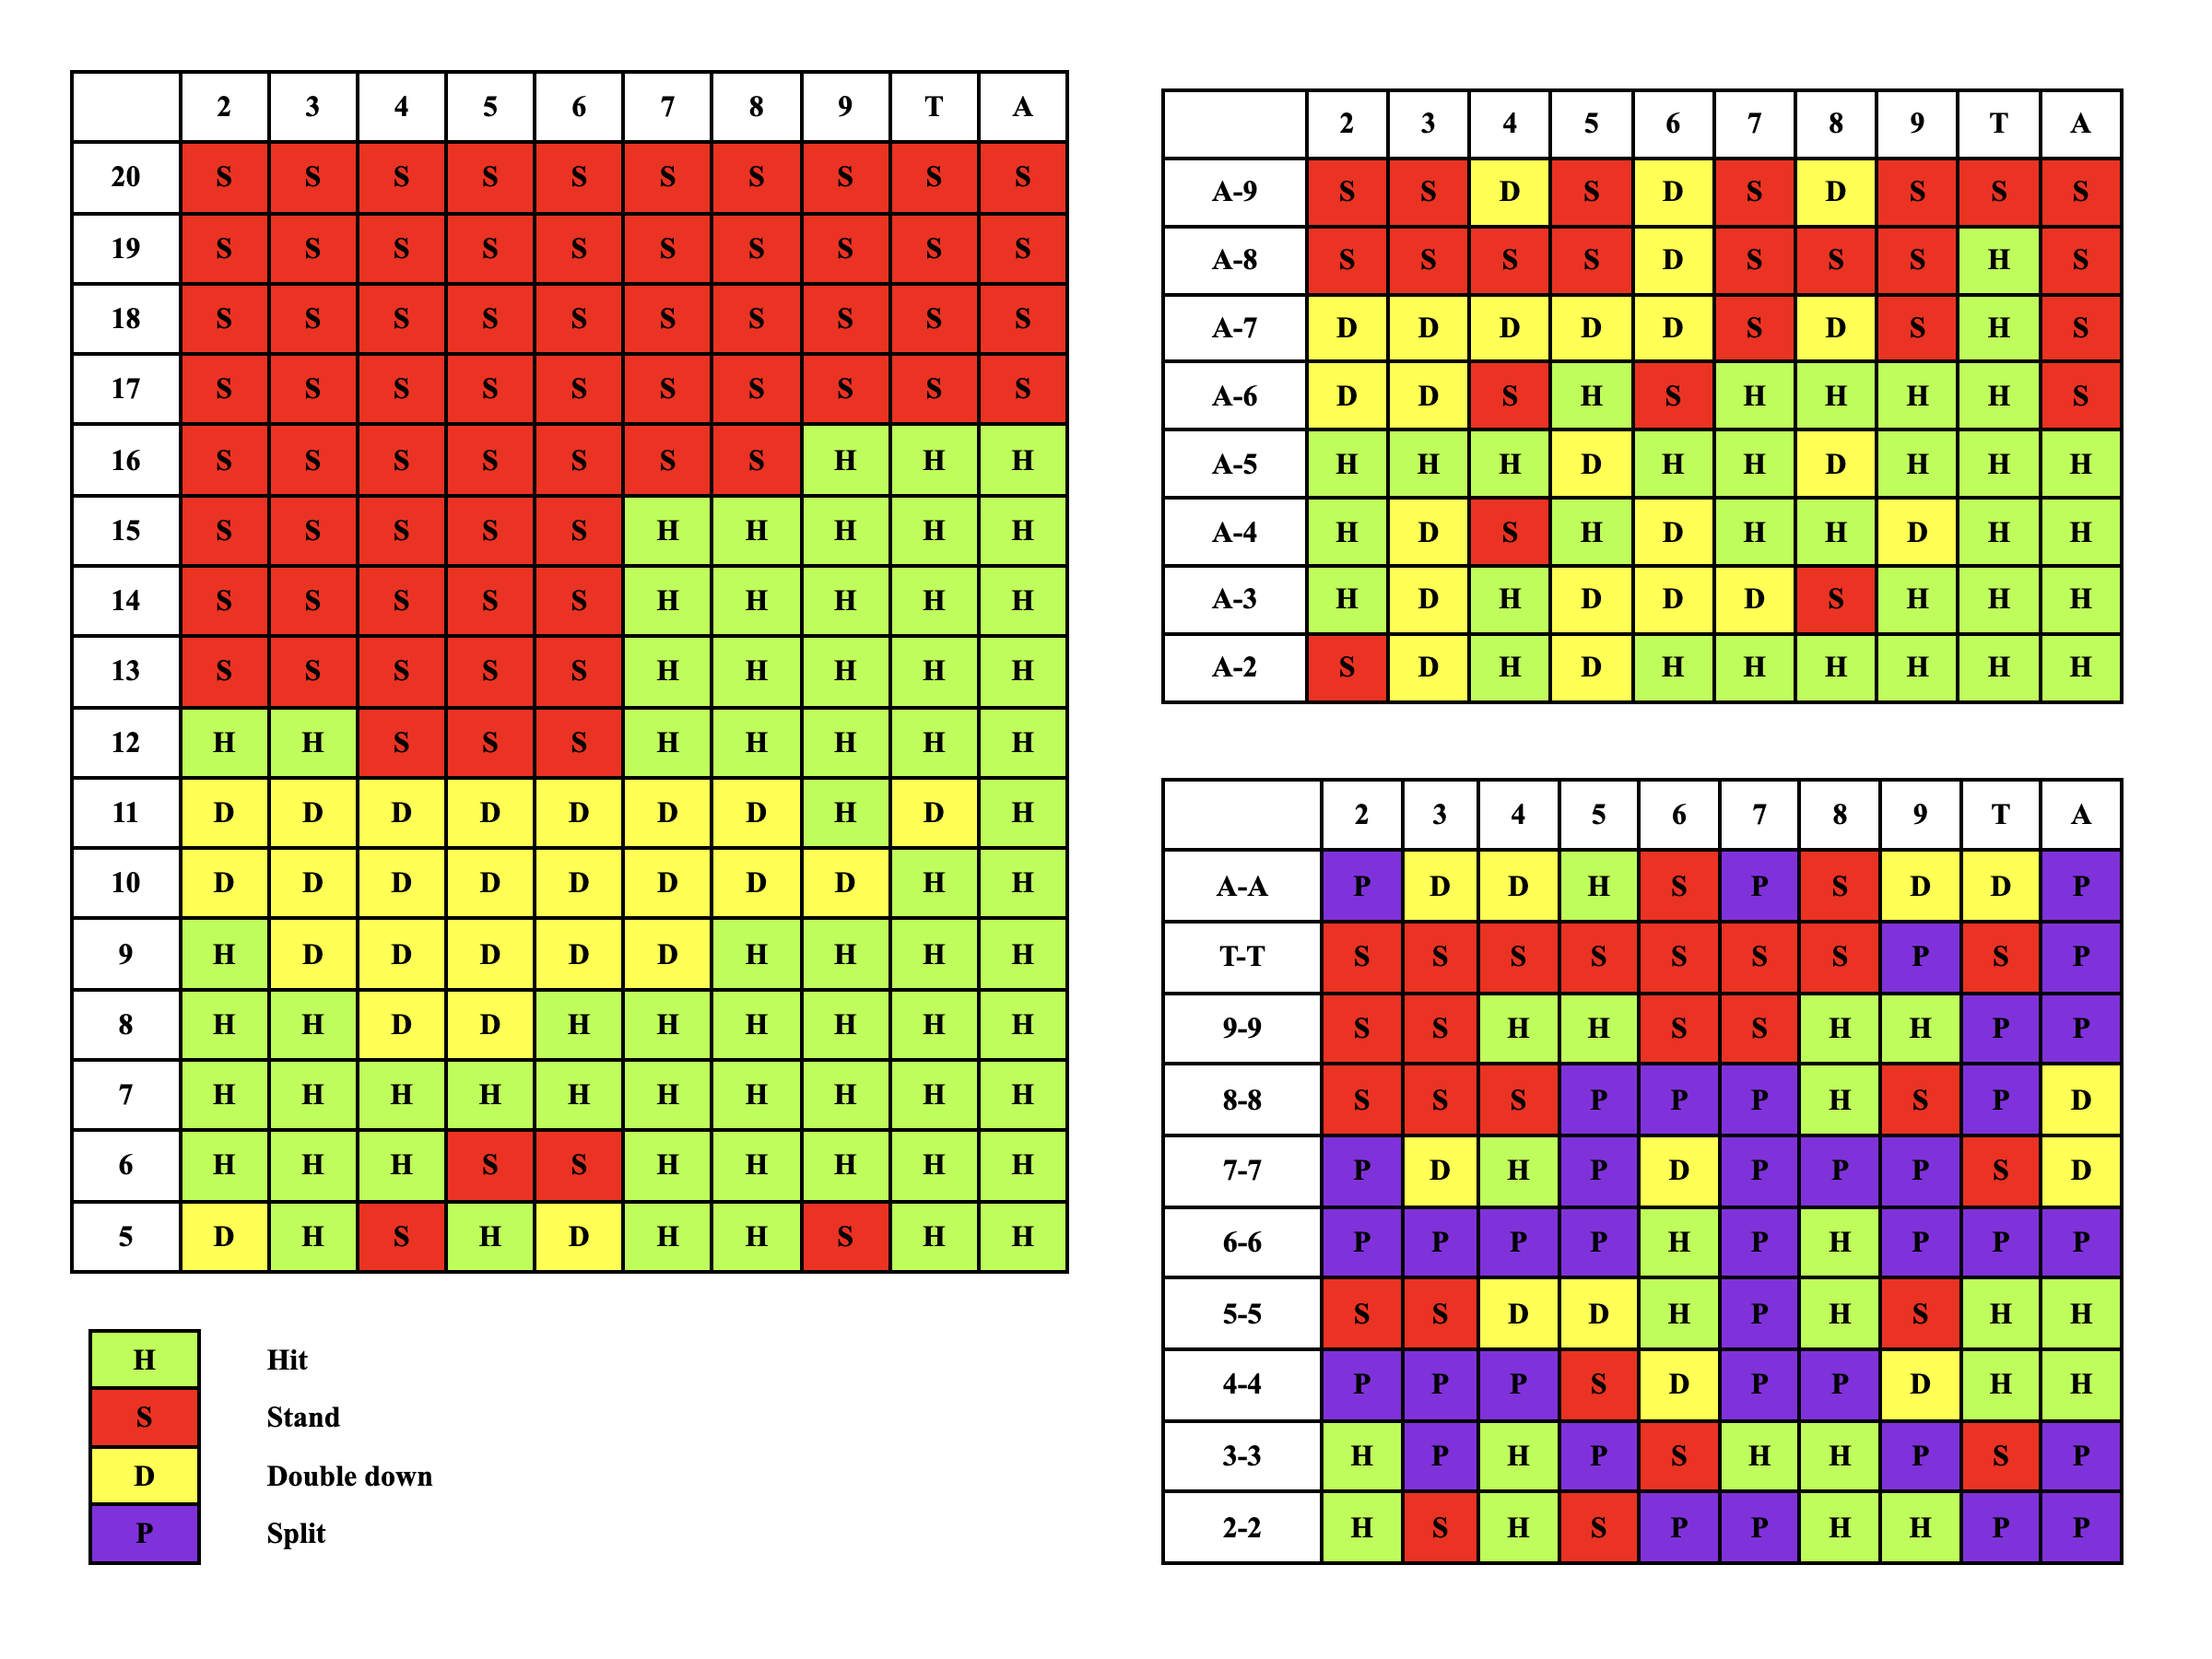 2 3 4 5 6 7 8 9 T A
20 S S S S S S S S S S
19 S S S S S S S S S S
18 S S S S S S S S S S
17 S S S S S S S S S S
16 S S S S S S S H H H
15 S S S S S H H H H H
14 S S S S S H H H H H
13 S S S S S H H H H H
12 H H S S S H H H H H
11 D D D D D D D H D H
10 D D D D D D D D H H
9 H D D D D D H H H H
8 H H D D H H H H H H
7 H H H H H H H H H H
6 H H H S S H H H H H
5 D H S H D H H S H H
H Hit
S Stand
D Double down
P Split
2 3 4 5 6 7 8 9 T A
A-9 S S D S D S D S S S
A-8 S S S S D S S S H S
A-7 D D D D D S D S H S
A-6 D D S H S H H H H S
A-5 H H H D H H D H H H
A-4 H D S H D H H D H H
A-3 H D H D D D S H H H
A-2 S D H D H H H H H H
2 3 4 5 6 7 8 9 T A
A-A P D D H S P S D D P
T-T S S S S S S S P S P
9-9 S S H H S S H H P P
8-8 S S S P P P H S P D
7-7 P D H P D P P P S D
6-6 P P P P H P H P P P
5-5 S S D D H P H S H H
4-4 P P P S D P P D H H
3-3 H P H P S H H P S P
2-2 H S H S P P H H P P